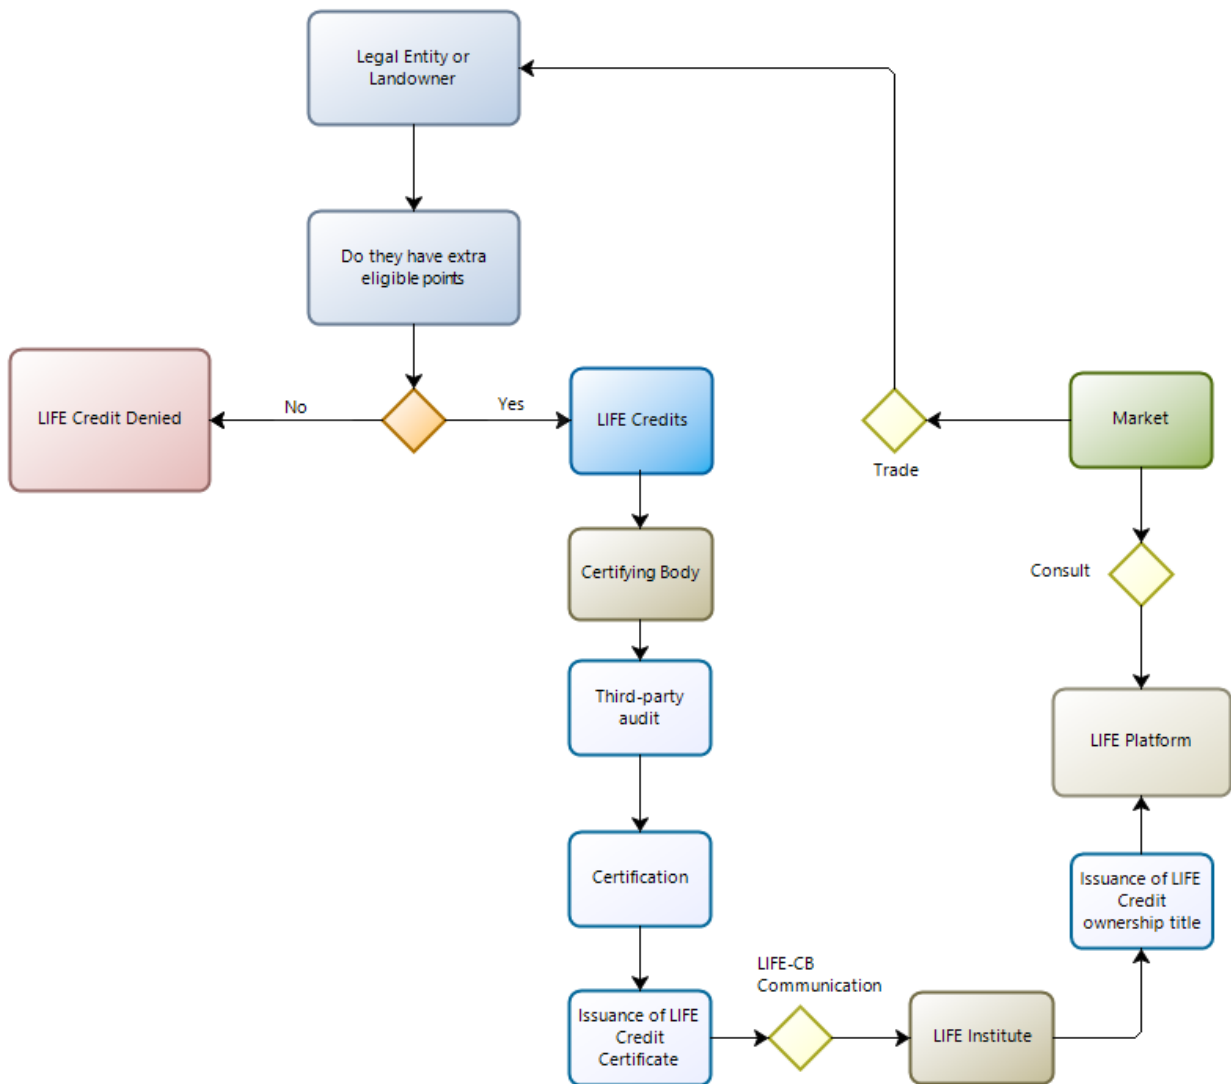 Legal Entity or
Landowner
Do they have extra
eligible points
No
Yes
LIFE Credit Denied
LIFE Credits
Trade
Market
Certifying Body
Consult
Third-party
audit
LIFE Platform
Certification
Issuance of LIFE
Credit
ownership title
LIFE-CB
Communication
Issuance of LIFE
Credit
Certificate
LIFE Institute